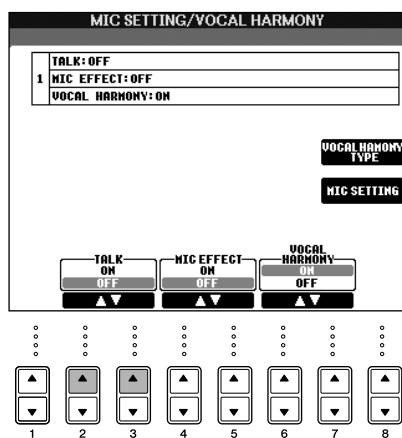 MIC SETTING/VOCAL HARMONY
TALK:OFF
1 MIC EFFECT:OFF
VOCAL HARMONY:ON
VOCAL HAMONY
TYPE
MIC SETTING
TALK
ON
OFF
MIC EFFECT
ON
OFF
VOCAL
HARMONY
ON
OFF
1 2 3 4 5 6 7 8